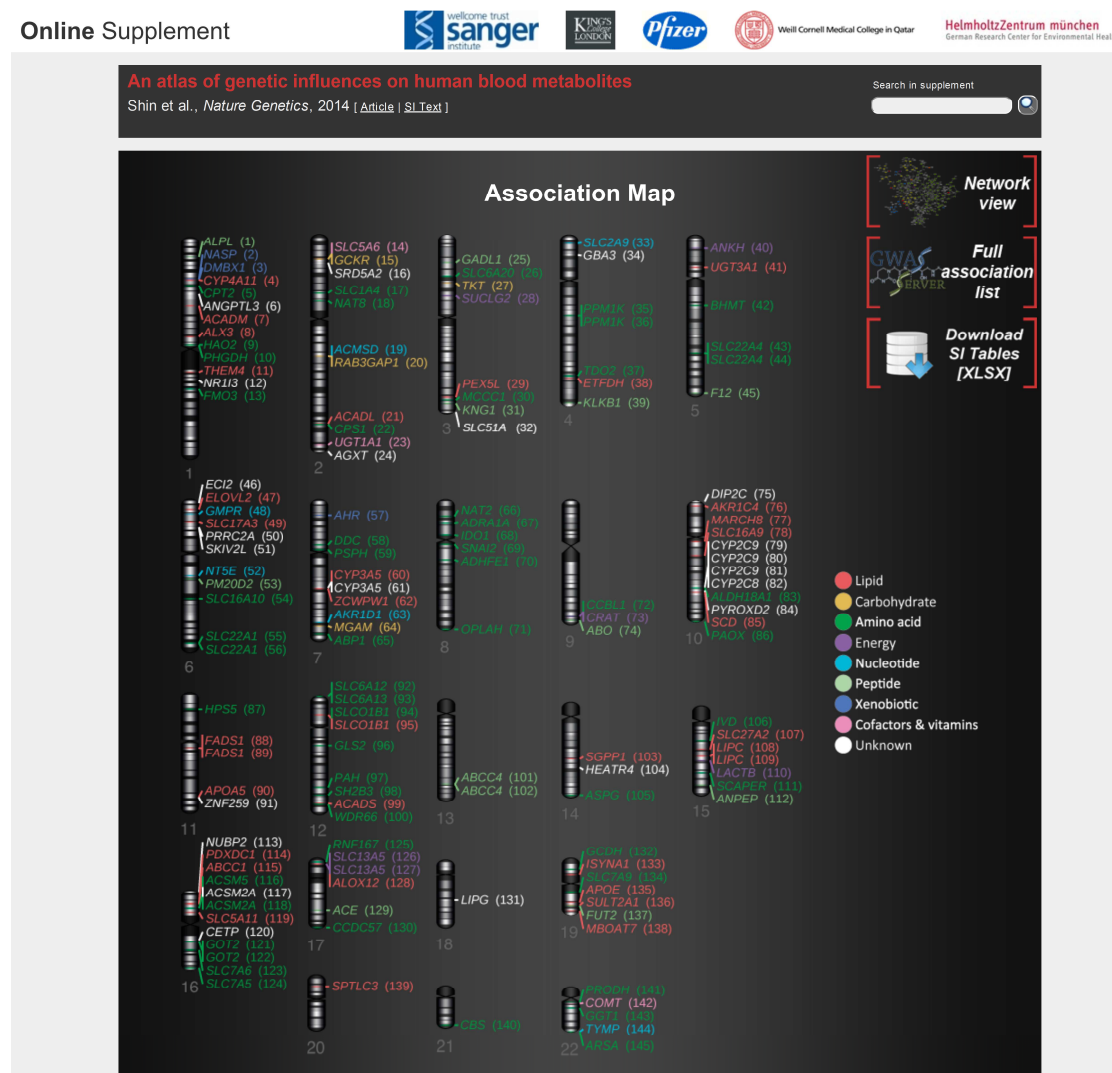 Online Supplement
wellcome trust
sanger
institute
KING'S
College
LONDON
Pfizer
Weill Cornell Medical College in Qatar
HelmholtzZentrum münchen
German Research Center for Environmental Heal
An atlas of genetic influences on human blood metabolites
Shin et al., Nature Genetics, 2014 [ Article | SI Text ]
Search in supplement
Association Map
Network
view
GWAS
SERVER
Full
association
list
Download
SI Tables
[XLSX]
ALPL (1)
NASP (2)
DMBX1 (3)
CYP4A11 (4)
CPT2 (5)
ANGPTL3 (6)
ACADM (7)
ALX3 (8)
HAO2 (9)
PHGDH (10)
THEM4 (11)
NR1I3 (12)
FMO3 (13)
1
SLC5A6 (14)
GCKR (15)
SRD5A2 (16)
SLC1A4 (17)
NAT8 (18)
ACMSD (19)
RAB3GAP1 (20)
ACADL (21)
CPS1 (22)
UGT1A1 (23)
AGXT (24)
2
GADL1 (25)
SLC6A20 (26)
TKT (27)
SUCLG2 (28)
PEX5L (29)
MCCC1 (30)
KNG1 (31)
SLC51A (32)
3
SLC2A9 (33)
GBA3 (34)
PPM1K (35)
PPM1K (36)
TDO2 (37)
ETFDH (38)
KLKB1 (39)
4
ANKH (40)
UGT3A1 (41)
BHMT (42)
SLC22A4 (43)
SLC22A4 (44)
F12 (45)
5
ECI2 (46)
ELOVL2 (47)
GMPR (48)
SLC17A3 (49)
PRRC2A (50)
SKIV2L (51)
NT5E (52)
PM20D2 (53)
SLC16A10 (54)
SLC22A1 (55)
SLC22A1 (56)
6
AHR (57)
DDC (58)
PSPH (59)
CYP3A5 (60)
CYP3A5 (61)
ZCWPW1 (62)
AKR1D1 (63)
MGAM (64)
ABP1 (65)
7
NAT2 (66)
ADRA1A (67)
IDO1 (68)
SNAI2 (69)
ADHFE1 (70)
OPLAH (71)
8
CCBL1 (72)
CRAT (73)
ABO (74)
9
DIP2C (75)
AKR1C4 (76)
MARCH8 (77)
SLC16A9 (78)
CYP2C9 (79)
CYP2C9 (80)
CYP2C9 (81)
CYP2C8 (82)
ALDH18A1 (83)
PYROXD2 (84)
SCD (85)
PAOX (86)
10
Lipid
Carbohydrate
Amino acid
Energy
Nucleotide
Peptide
Xenobiotic
Cofactors & vitamins
Unknown
HPS5 (87)
FADS1 (88)
FADS1 (89)
APOA5 (90)
ZNF259 (91)
11
SLC6A12 (92)
SLC6A13 (93)
SLCO1B1 (94)
SLCO1B1 (95)
GLS2 (96)
PAH (97)
SH2B3 (98)
ACADS (99)
WDR66 (100)
12
ABCC4 (101)
ABCC4 (102)
13
SGPP1 (103)
HEATR4 (104)
ASPG (105)
14
IVD (106)
SLC27A2 (107)
LIPC (108)
LIPC (109)
LACTB (110)
SCAPER (111)
ANPEP (112)
15
NUBP2 (113)
PDXDC1 (114)
ABCC1 (115)
ACSM5 (116)
ACSM2A (117)
ACSM2A (118)
SLC5A11 (119)
CETP (120)
GOT2 (121)
GOT2 (122)
SLC7A6 (123)
SLC7A5 (124)
16
RNF167 (125)
SLC13A5 (126)
SLC13A5 (127)
ALOX12 (128)
ACE (129)
CCDC57 (130)
17
LIPG (131)
18
GCDH (132)
ISYNA1 (133)
SLC7A9 (134)
APOE (135)
SULT2A1 (136)
FUT2 (137)
MBOAT7 (138)
19
SPTLC3 (139)
20
CBS (140)
21
PRODH (141)
COMT (142)
GGT1 (143)
TYMP (144)
ARSA (145)
22